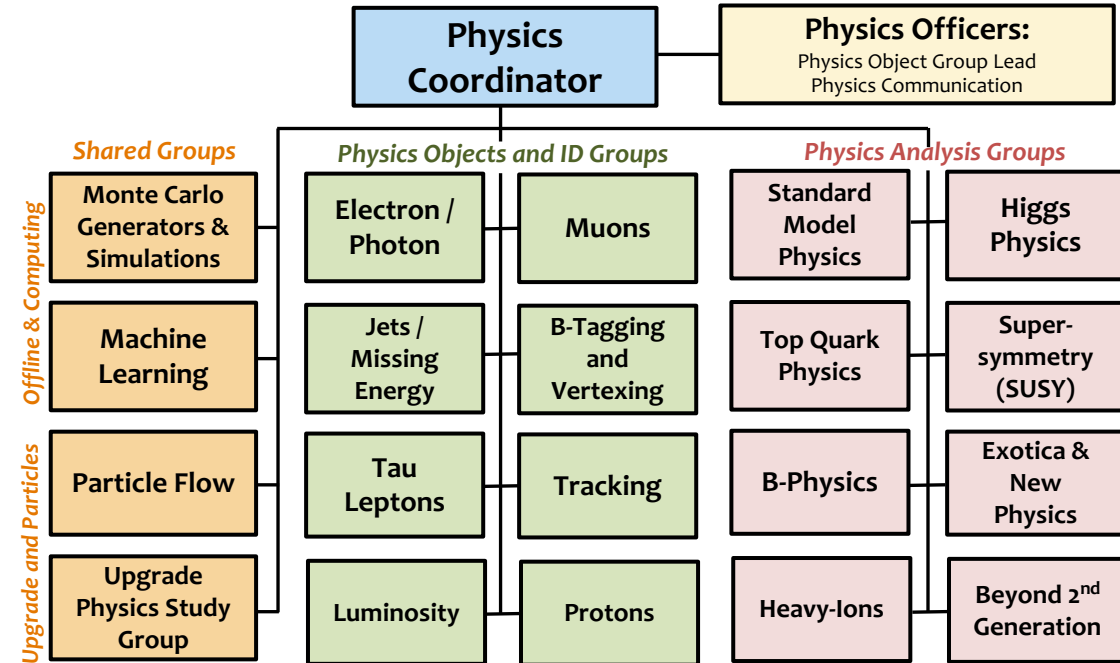 Physics
Coordinator
Physics Officers:
Physics Object Group Lead
Physics Communication
Shared Groups
Physics Objects and ID Groups
Physics Analysis Groups
Offline & Computing
Upgrade and Particles
Monte Carlo
Generators &
Simulations
Machine
Learning
Particle Flow
Upgrade
Physics Study
Group
Electron /
Photon
Muons
Jets /
Missing
Energy
B-Tagging
and
Vertexing
Tau
Leptons
Tracking
Luminosity
Protons
Standard
Model
Physics
Higgs
Physics
Top Quark
Physics
Super-
symmetry
(SUSY)
B-Physics
Exotica &
New
Physics
Heavy-Ions
Beyond 2nd
Generation